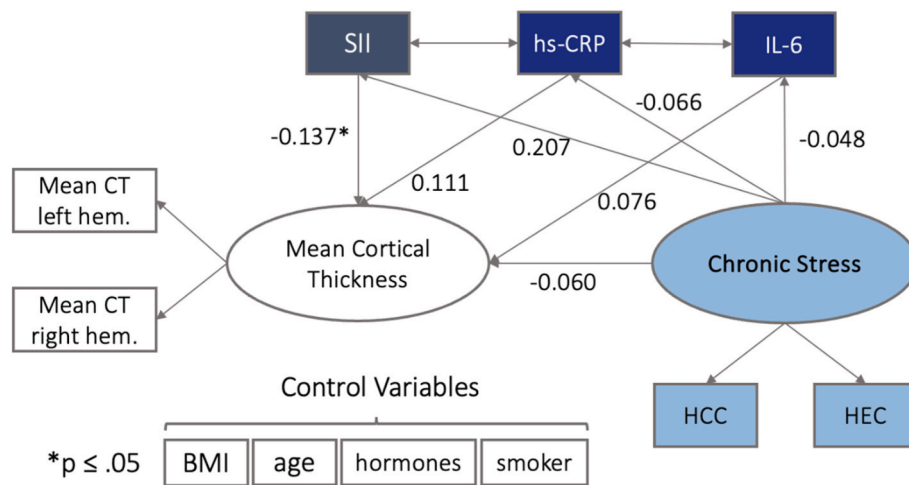 SII
hs-CRP
IL-6
-0.137*
-0.066
-0.048
0.207
0.111
0.076
Mean CT
left hem.
Mean Cortical
Thickness
Chronic Stress
-0.060
Mean CT
right hem.
HCC
HEC
Control Variables
*p ≤ .05
BMI
age
hormones
smoker